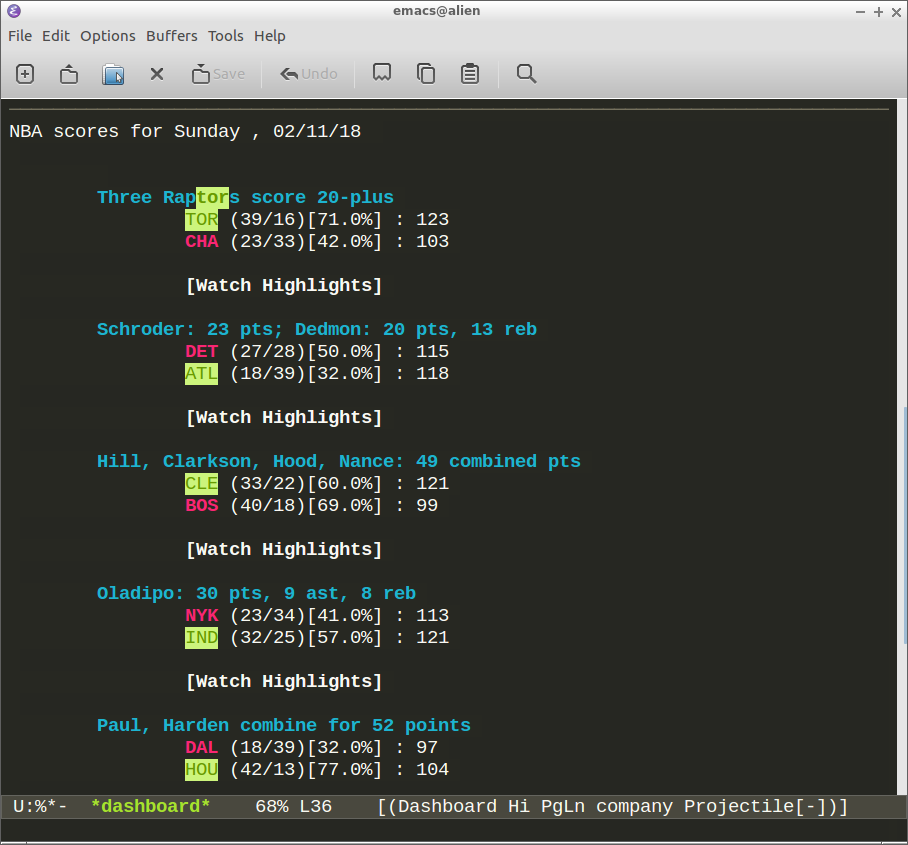 emacs@alien
File Edit Options Buffers Tools Help
Save Undo
NBA scores for Sunday , 02/11/18
Three Raptors score 20-plus
TOR (39/16)[71.0%] : 123
CHA (23/33)[42.0%] : 103
[Watch Highlights]
Schroder: 23 pts; Dedmon: 20 pts, 13 reb
DET (27/28)[50.0%] : 115
ATL (18/39)[32.0%] : 118
[Watch Highlights]
Hill, Clarkson, Hood, Nance: 49 combined pts
CLE (33/22)[60.0%] : 121
BOS (40/18)[69.0%] : 99
[Watch Highlights]
Oladipo: 30 pts, 9 ast, 8 reb
NYK (23/34)[41.0%] : 113
IND (32/25)[57.0%] : 121
[Watch Highlights]
Paul, Harden combine for 52 points
DAL (18/39)[32.0%] : 97
HOU (42/13)[77.0%] : 104
U:%*- *dashboard* 68% L36 [(Dashboard Hi PgLn company Projectile[-])]